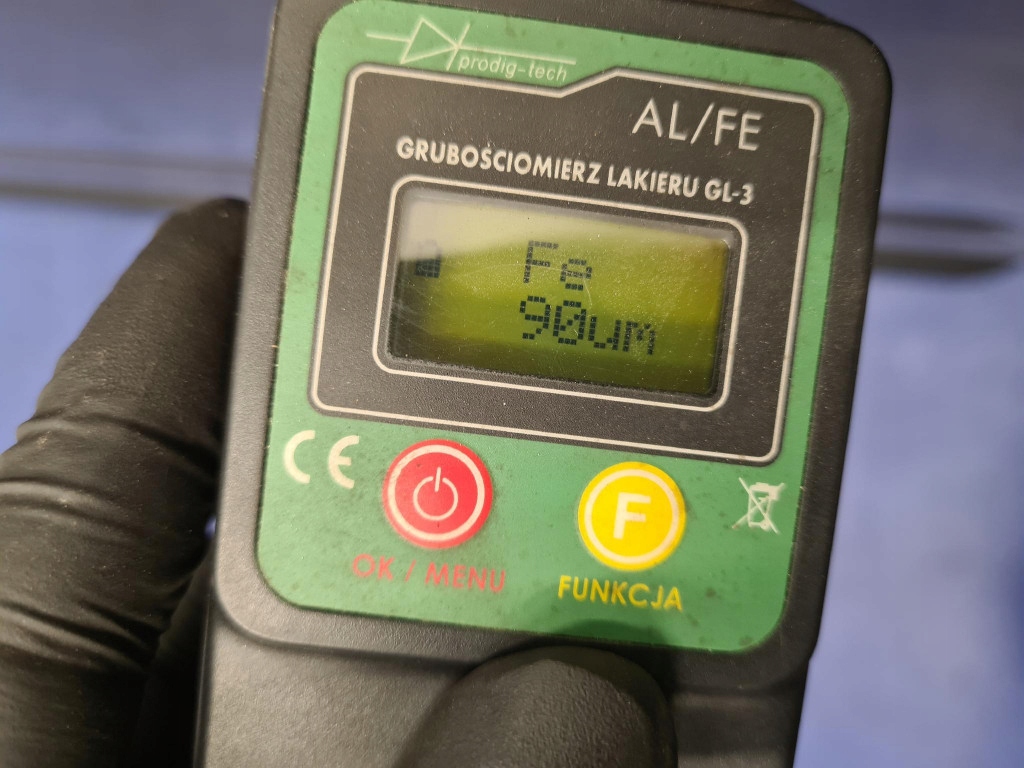 prodig-tech
AL/FE
GRUBOŚCIOMIERZ LAKIERU GL-3
Fe
90um
CE
F
OK / MENU
FUNKCJA